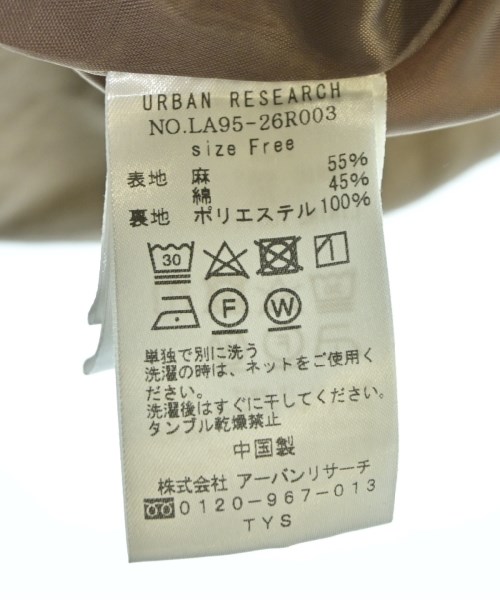 URBAN RESEARCH
NO.LA95-26R003
size Free
表地 麻 55%
綿 45%
裏地 ポリエステル 100%
30
F W
単独で別に洗う
洗濯の時は、ネットをご使用く
ださい。
洗濯後はすぐに干してください。
タンブル乾燥禁止
中国製
株式会社 アーバンリサーチ
0120-967-013
TYS